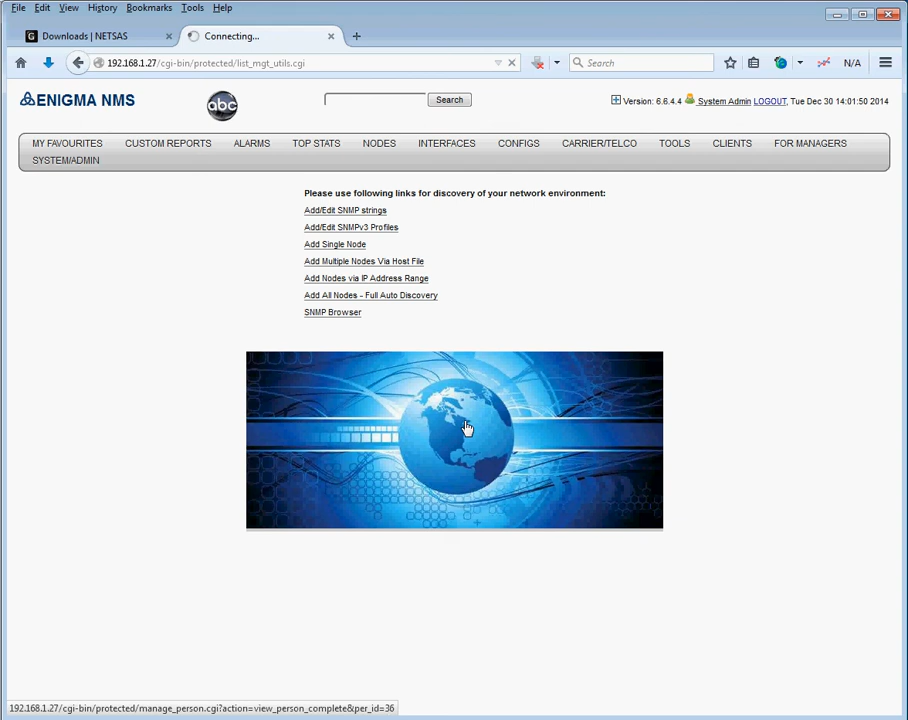 File Edit View History Bookmarks Tools Help
Downloads | NETSAS × Connecting... × +
192.168.1.27/cgi-bin/protected/list_mgt_utils.cgi Search N/A
ENIGMA NMS abc Search Version: 6.6.4.4 System Admin LOGOUT, Tue Dec 30 14:01:50 2014
MY FAVOURITES CUSTOM REPORTS ALARMS TOP STATS NODES INTERFACES CONFIGS CARRIER/TELCO TOOLS CLIENTS FOR MANAGERS
SYSTEM/ADMIN
Please use following links for discovery of your network environment:
Add/Edit SNMP strings
Add/Edit SNMPv3 Profiles
Add Single Node
Add Multiple Nodes Via Host File
Add Nodes via IP Address Range
Add All Nodes - Full Auto Discovery
SNMP Browser
192.168.1.27/cgi-bin/protected/manage_person.cgi?action=view_person_complete&per_id=36